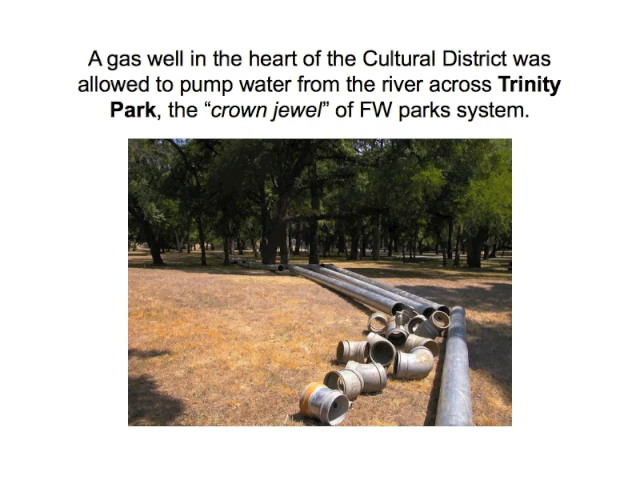 A gas well in the heart of the Cultural District was
allowed to pump water from the river across Trinity
Park, the “crown jewel” of FW parks system.